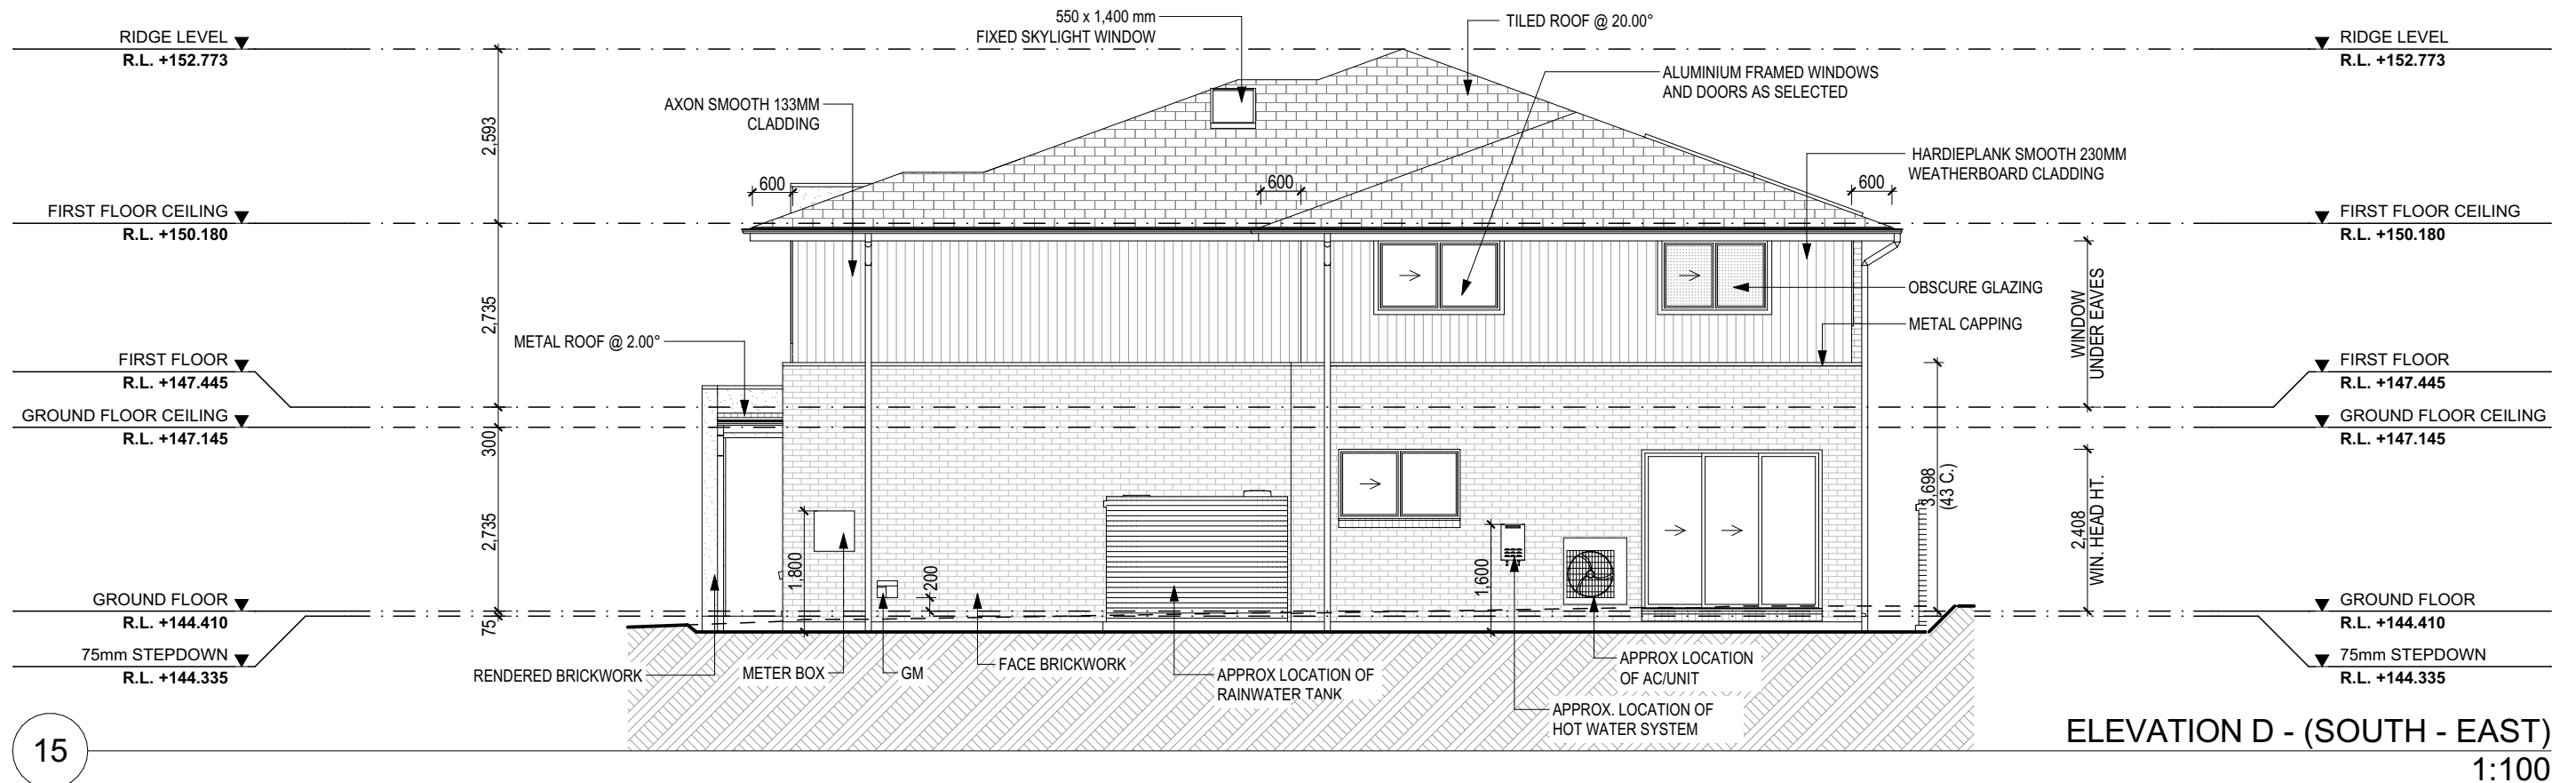 RIDGE LEVEL
R.L. +152.773
FIRST FLOOR CEILING
R.L. +150.180
FIRST FLOOR
R.L. +147.445
GROUND FLOOR CEILING
R.L. +147.145
GROUND FLOOR
R.L. +144.410
75mm STEPDOWN
R.L. +144.335
2,593
2,735
300
2,735
75
550 x 1,400 mm
FIXED SKYLIGHT WINDOW
TILED ROOF @ 20.00°
ALUMINIUM FRAMED WINDOWS
AND DOORS AS SELECTED
AXON SMOOTH 133MM
CLADDING
HARDIEPLANK SMOOTH 230MM
WEATHERBOARD CLADDING
600
600
600
OBSCURE GLAZING
METAL CAPPING
METAL ROOF @ 2.00°
WINDOW
UNDER EAVES
3,698
(43 C.)
2,408
WIN. HEAD HT.
1,800
200
1,600
RENDERED BRICKWORK
METER BOX
GM
FACE BRICKWORK
APPROX LOCATION OF
RAINWATER TANK
APPROX LOCATION
OF AC/UNIT
APPROX. LOCATION OF
HOT WATER SYSTEM
RIDGE LEVEL
R.L. +152.773
FIRST FLOOR CEILING
R.L. +150.180
FIRST FLOOR
R.L. +147.445
GROUND FLOOR CEILING
R.L. +147.145
GROUND FLOOR
R.L. +144.410
75mm STEPDOWN
R.L. +144.335
15
ELEVATION D - (SOUTH - EAST)
1:100